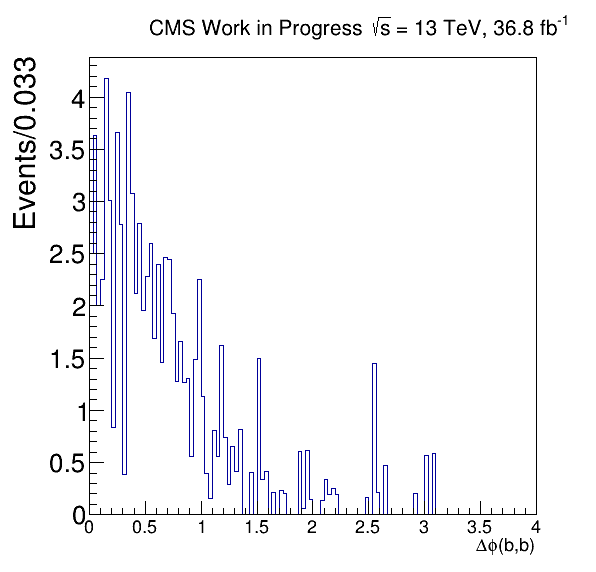 CMS Work in Progress √s = 13 TeV, 36.8 fb⁻¹
Events/0.033
4
3.5
3
2.5
2
1.5
1
0.5
0
0 0.5 1 1.5 2 2.5 3 3.5 4
Δϕ(b,b)